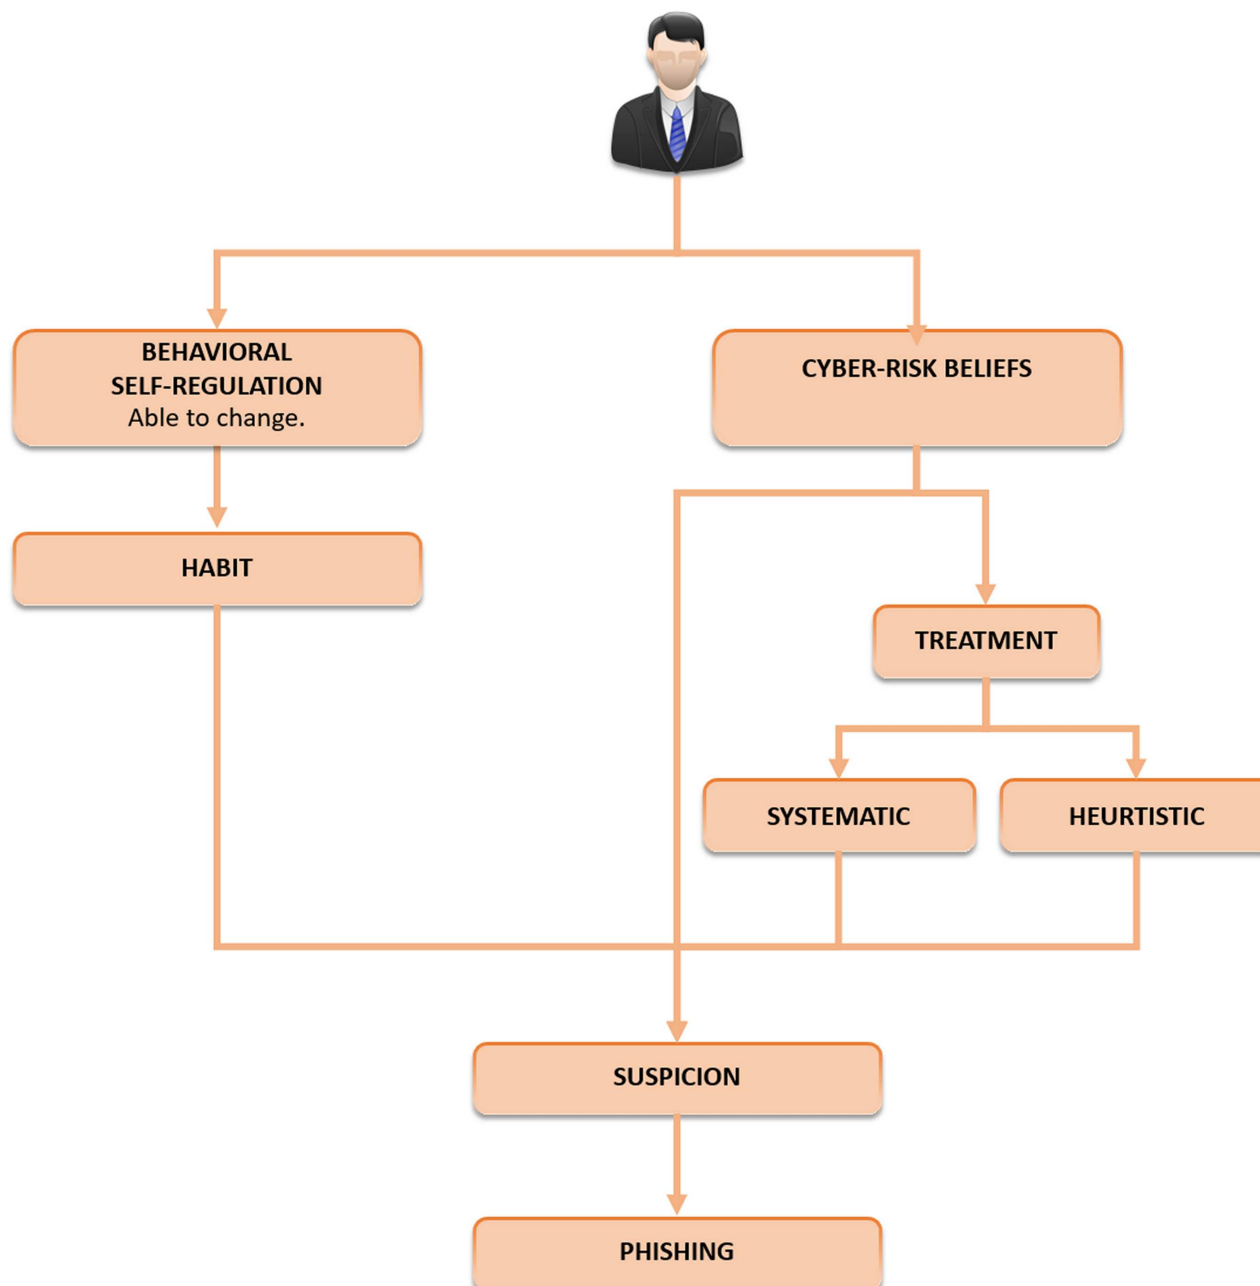 BEHAVIORAL
SELF-REGULATION
Able to change.
CYBER-RISK BELIEFS
HABIT
TREATMENT
SYSTEMATIC
HEURTISTIC
SUSPICION
PHISHING